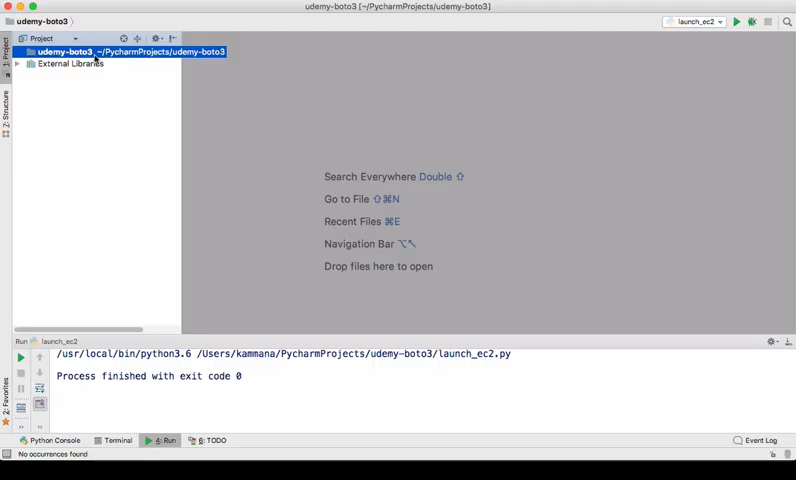 udemy-boto3 [~/PycharmProjects/udemy-boto3]
udemy-boto3
launch_ec2
1: Project
Project
udemy-boto3 ~/PycharmProjects/udemy-boto3
External Libraries
Z: Structure
Search Everywhere Double ⇧
Go to File ⇧⌘N
Recent Files ⌘E
Navigation Bar ⌥↖
Drop files here to open
Run launch_ec2
/usr/local/bin/python3.6 /Users/kammana/PycharmProjects/udemy-boto3/launch_ec2.py
Process finished with exit code 0
2: Favorites
Python Console
Terminal
4: Run
6: TODO
Event Log
No occurrences found